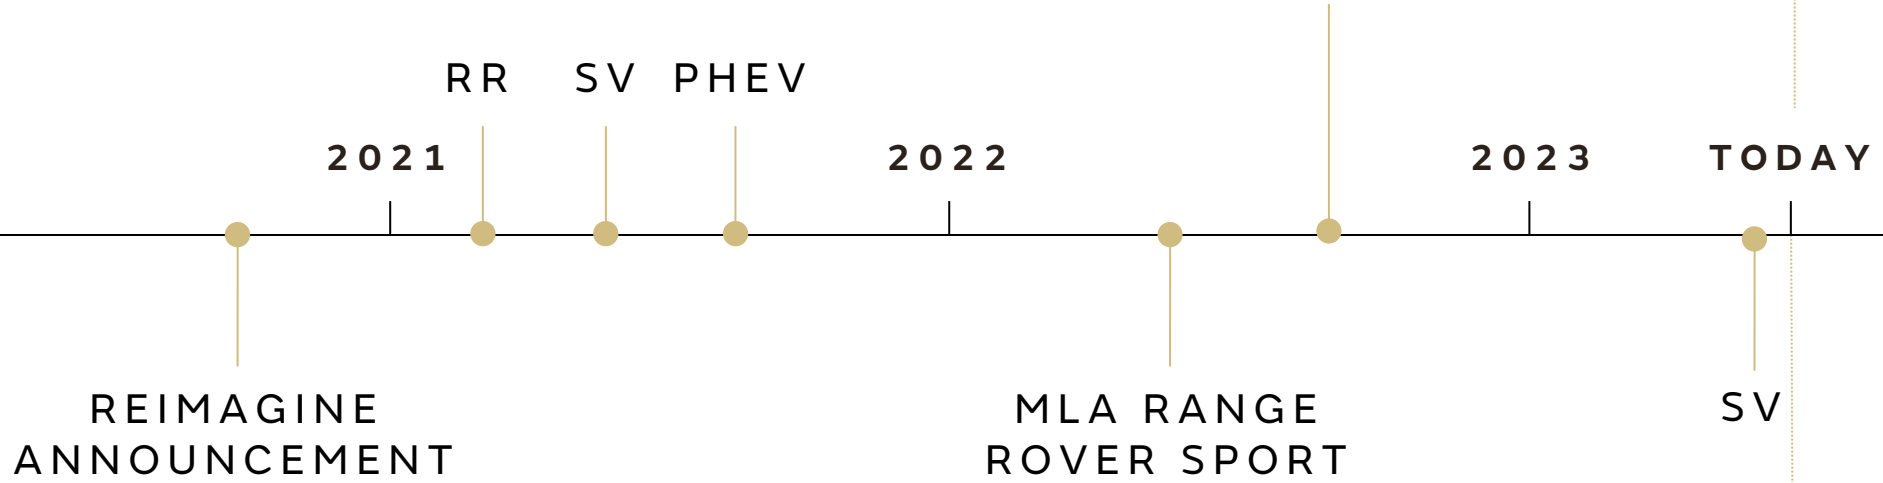 RR SV PHEV
2021 2022 2023 TODAY
REIMAGINE
ANNOUNCEMENT
MLA RANGE
ROVER SPORT
SV